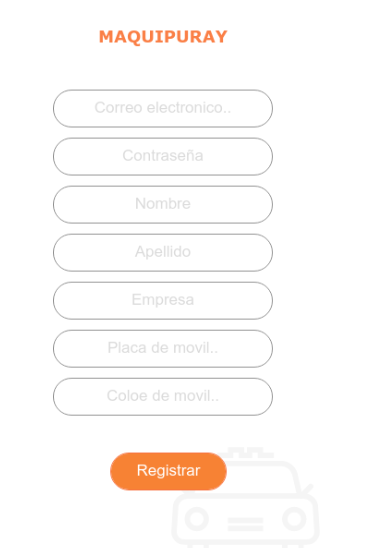 MAQUIPURAY
Correo electronico..
Contraseña
Nombre
Apellido
Empresa
Placa de movil..
Coloe de movil..
Registrar